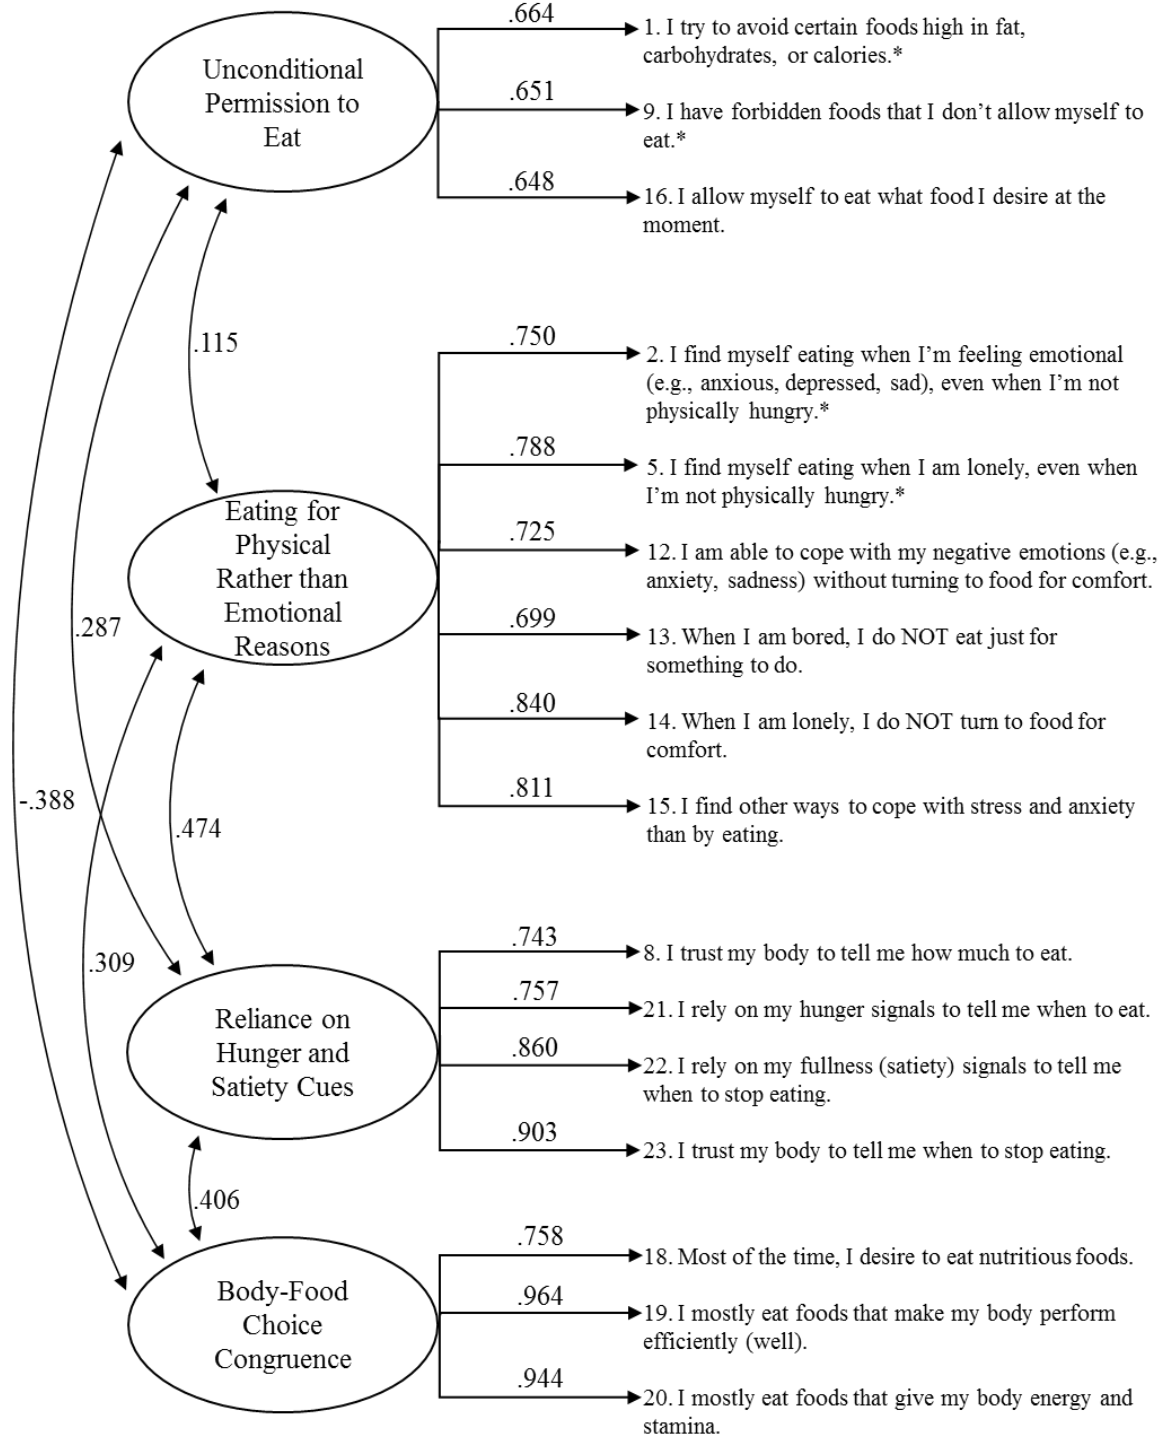 Unconditional
Permission to
Eat
.664
1. I try to avoid certain foods high in fat,
carbohydrates, or calories.*
.651
9. I have forbidden foods that I don’t allow myself to
eat.*
.648
16. I allow myself to eat what food I desire at the
moment.
.115
.287
-.388
Eating for
Physical
Rather than
Emotional
Reasons
.750
2. I find myself eating when I’m feeling emotional
(e.g., anxious, depressed, sad), even when I’m not
physically hungry.*
.788
5. I find myself eating when I am lonely, even when
I’m not physically hungry.*
.725
12. I am able to cope with my negative emotions (e.g.,
anxiety, sadness) without turning to food for comfort.
.699
13. When I am bored, I do NOT eat just for
something to do.
.840
14. When I am lonely, I do NOT turn to food for
comfort.
.811
15. I find other ways to cope with stress and anxiety
than by eating.
.474
.309
Reliance on
Hunger and
Satiety Cues
.743
8. I trust my body to tell me how much to eat.
.757
21. I rely on my hunger signals to tell me when to eat.
.860
22. I rely on my fullness (satiety) signals to tell me
when to stop eating.
.903
23. I trust my body to tell me when to stop eating.
.406
Body-Food
Choice
Congruence
.758
18. Most of the time, I desire to eat nutritious foods.
.964
19. I mostly eat foods that make my body perform
efficiently (well).
.944
20. I mostly eat foods that give my body energy and
stamina.